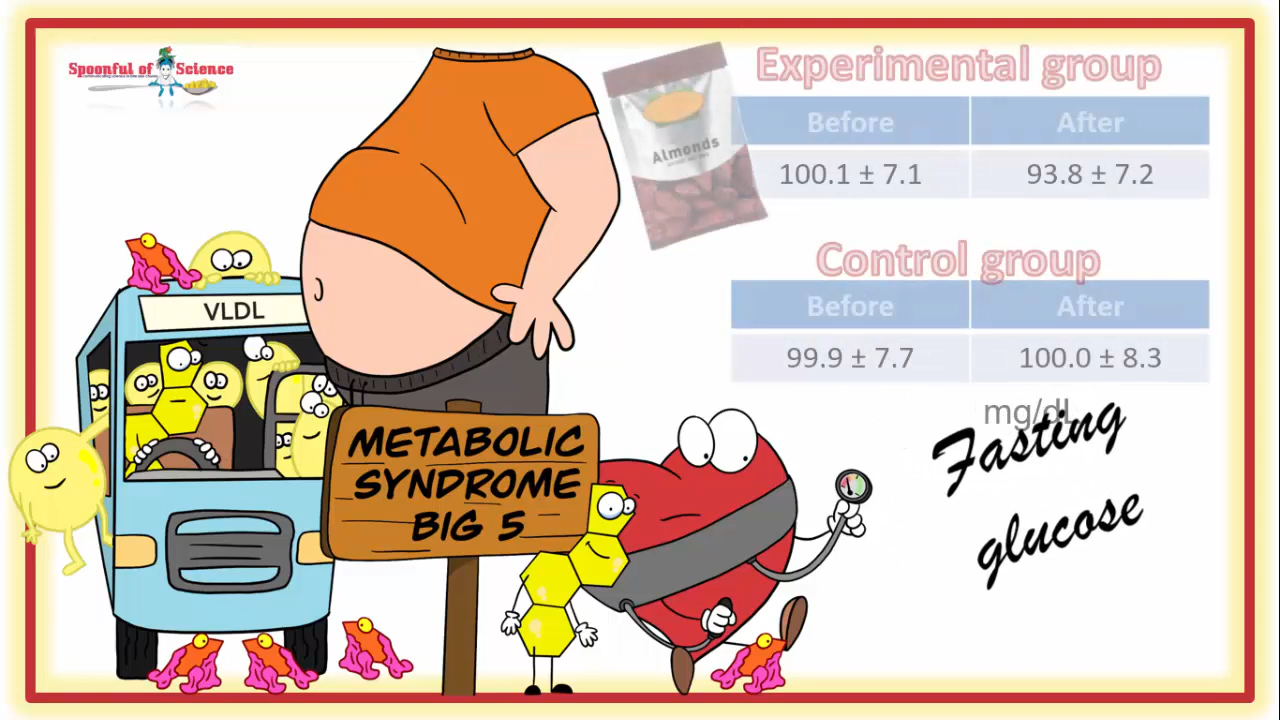 Spoonful of Science
Experimental group
Before After
100.1 ± 7.1 93.8 ± 7.2
Almonds
Control group
Before After
99.9 ± 7.7 100.0 ± 8.3
mg/dL
Fasting
glucose
VLDL
METABOLIC
SYNDROME
BIG 5